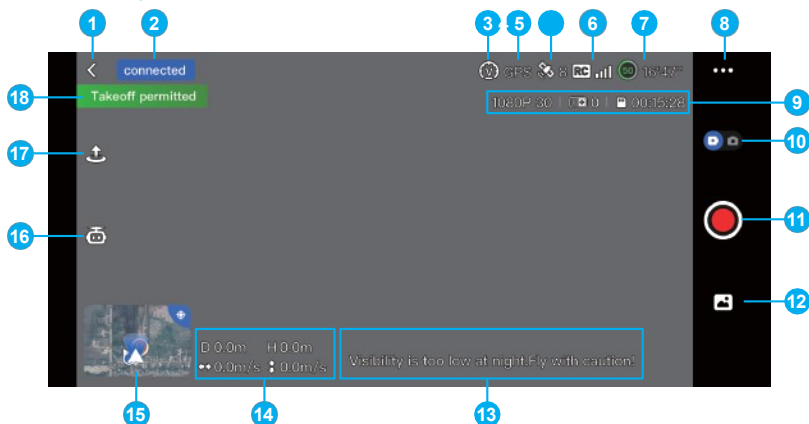 1 2 3 4 5 6 7 8
connected V GPS 8 RC 50 16'47"
18 Takeoff permitted
1080P 30 0 00:15:28 9
10
17
11
16
12
D 0.0m H 0.0m
0.0m/s 0.0m/s
Visibility is too low at night.Fly with caution!
15 14 13